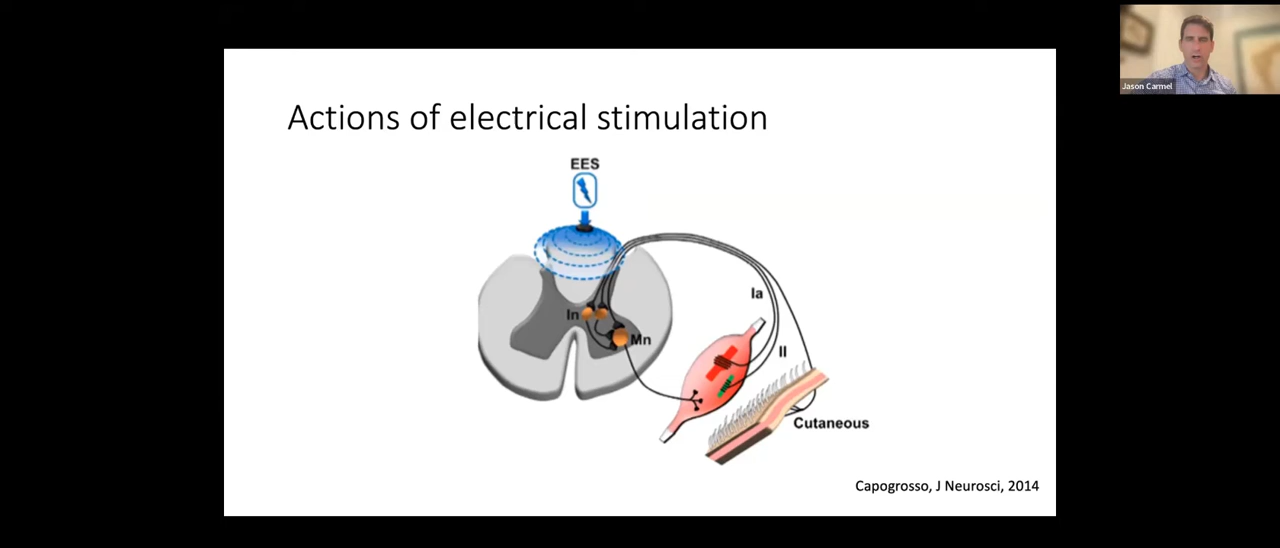 Jason Carmel
Actions of electrical stimulation
EES
Ia
In
Mn
II
Cutaneous
Capogrosso, J Neurosci, 2014